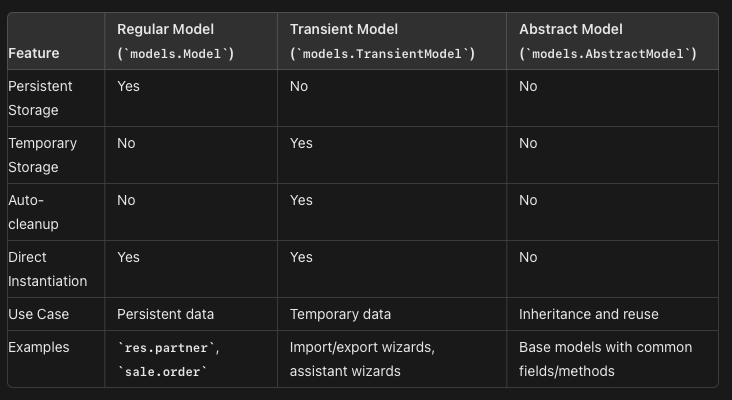 Feature Regular Model (`models.Model`) Transient Model (`models.TransientModel`) Abstract Model (`models.AbstractModel`)
Persistent Storage Yes No No
Temporary Storage No Yes No
Auto-cleanup No Yes No
Direct Instantiation Yes Yes No
Use Case Persistent data Temporary data Inheritance and reuse
Examples `res.partner`, `sale.order` Import/export wizards, assistant wizards Base models with common fields/methods